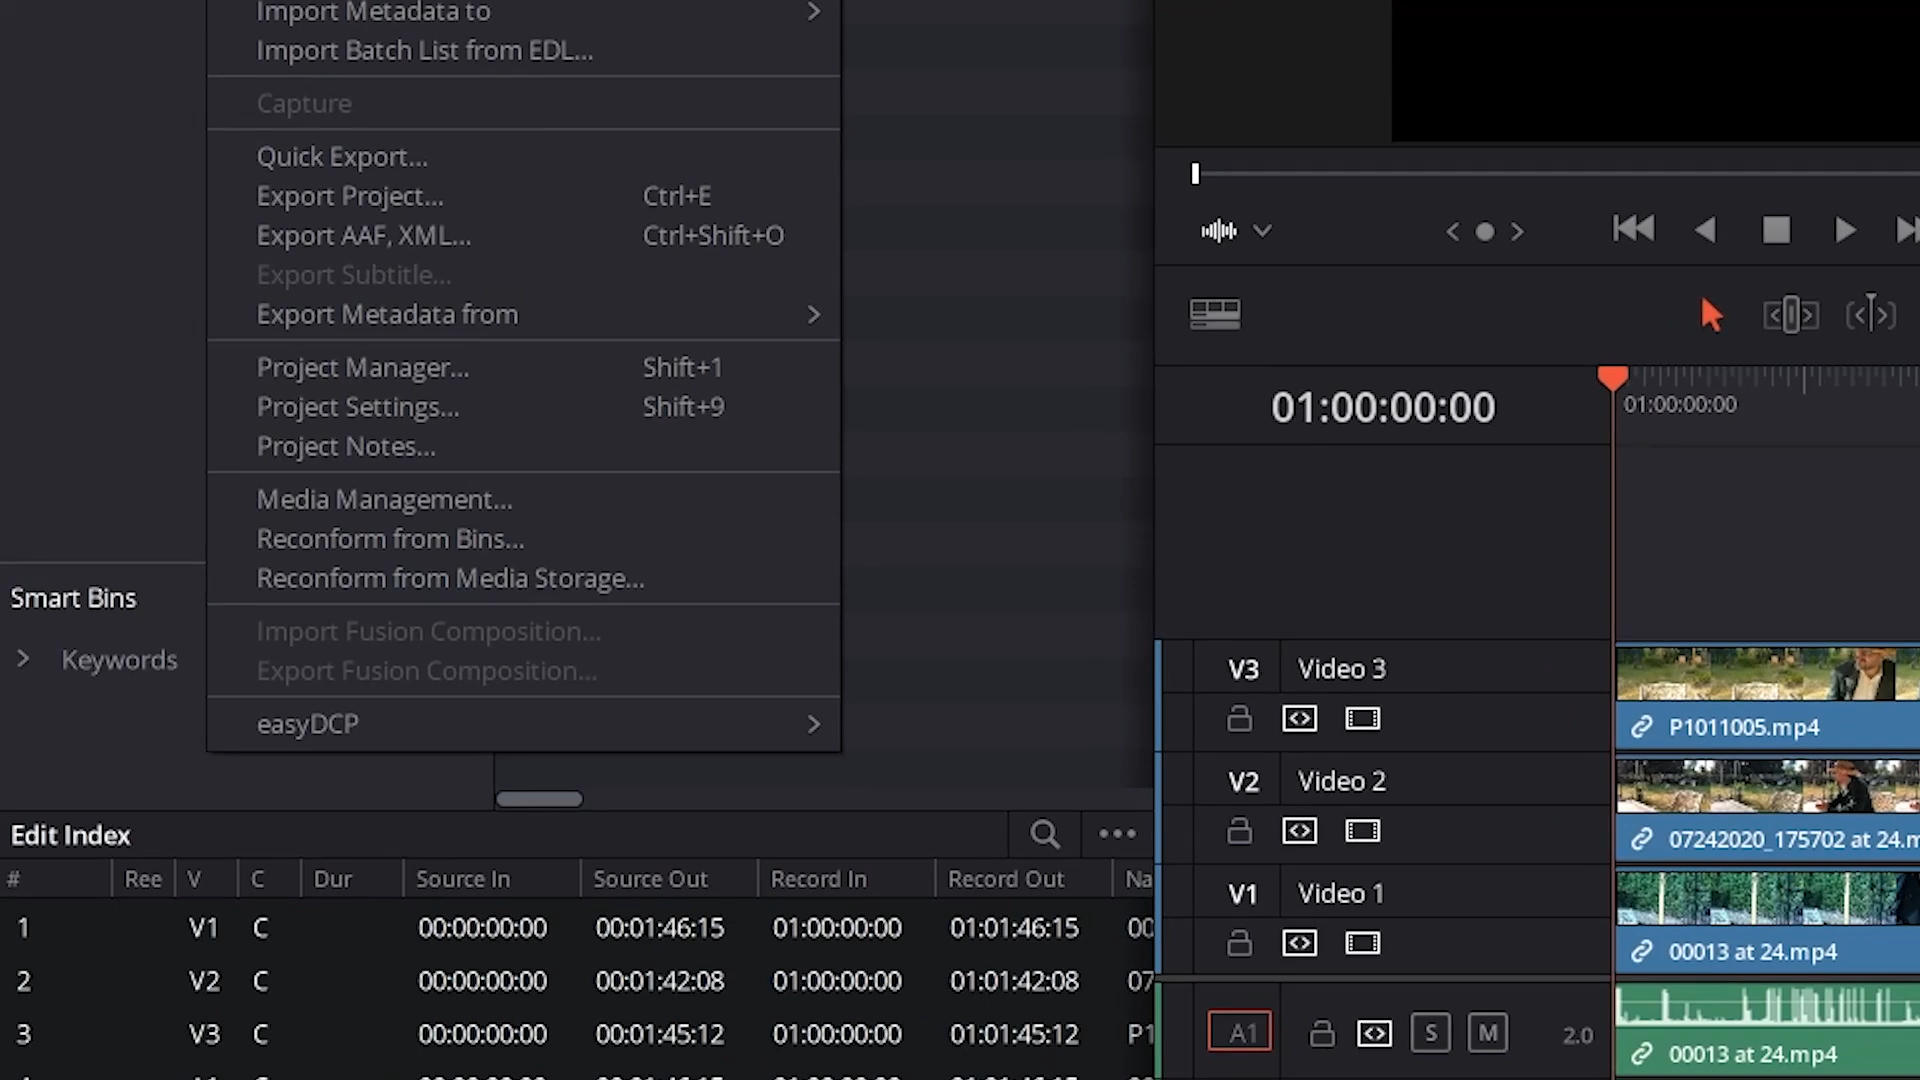 Import Metadata to
Import Batch List from EDL...
Capture
Quick Export...
Export Project... Ctrl+E
Export AAF, XML... Ctrl+Shift+O
Export Subtitle...
Export Metadata from
Project Manager... Shift+1
Project Settings... Shift+9
Project Notes...
Media Management...
Reconform from Bins...
Reconform from Media Storage...
Import Fusion Composition...
Export Fusion Composition...
easyDCP
Smart Bins
Keywords
Edit Index
# Ree V C Dur Source In Source Out Record In Record Out Na
1 V1 C 00:00:00:00 00:01:46:15 01:00:00:00 01:01:46:15 00
2 V2 C 00:00:00:00 00:01:42:08 01:00:00:00 01:01:42:08 07
3 V3 C 00:00:00:00 00:01:45:12 01:00:00:00 01:01:45:12 P1
01:00:00:00
01:00:00:00
V3 Video 3
P1011005.mp4
V2 Video 2
07242020_175702 at 24.m
V1 Video 1
00013 at 24.mp4
A1 S M 2.0
00013 at 24.mp4